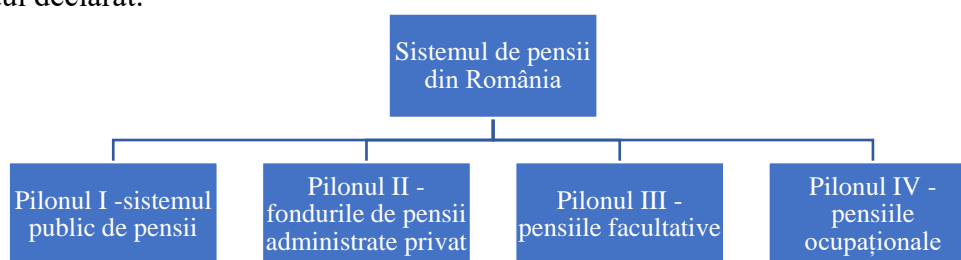 declarat.
Sistemul de pensii
din România
Pilonul I -sistemul
public de pensii
Pilonul II -
fondurile de pensii
administrate privat
Pilonul III -
pensiile facultative
Pilonul IV -
pensiile
ocupaționale